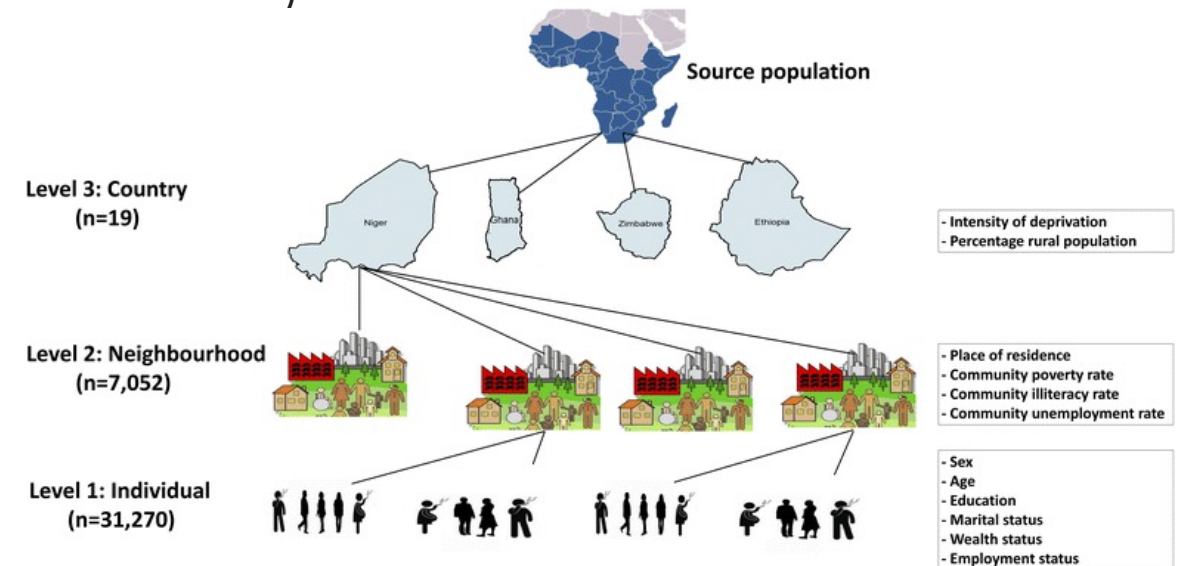 Source population
Level 3: Country
(n=19)
Niger
Ghana
Zimbabwe
Ethiopia
- Intensity of deprivation
- Percentage rural population
Level 2: Neighbourhood
(n=7,052)
- Place of residence
- Community poverty rate
- Community illiteracy rate
- Community unemployment rate
Level 1: Individual
(n=31,270)
- Sex
- Age
- Education
- Marital status
- Wealth status
- Employment status